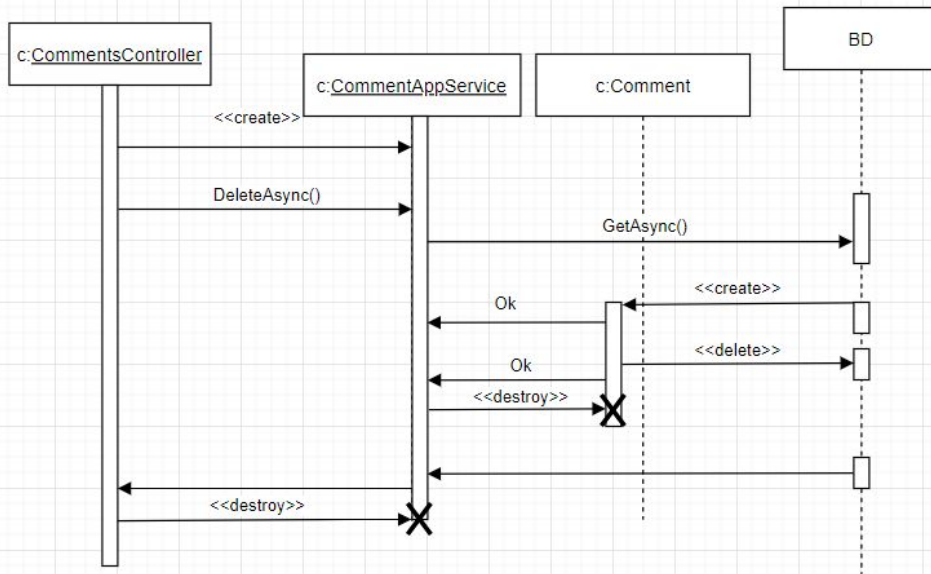 c:CommentsController
c:CommentAppService
c:Comment
BD
<<create>>
DeleteAsync()
GetAsync()
<<create>>
Ok
<<delete>>
Ok
<<destroy>>
<<destroy>>